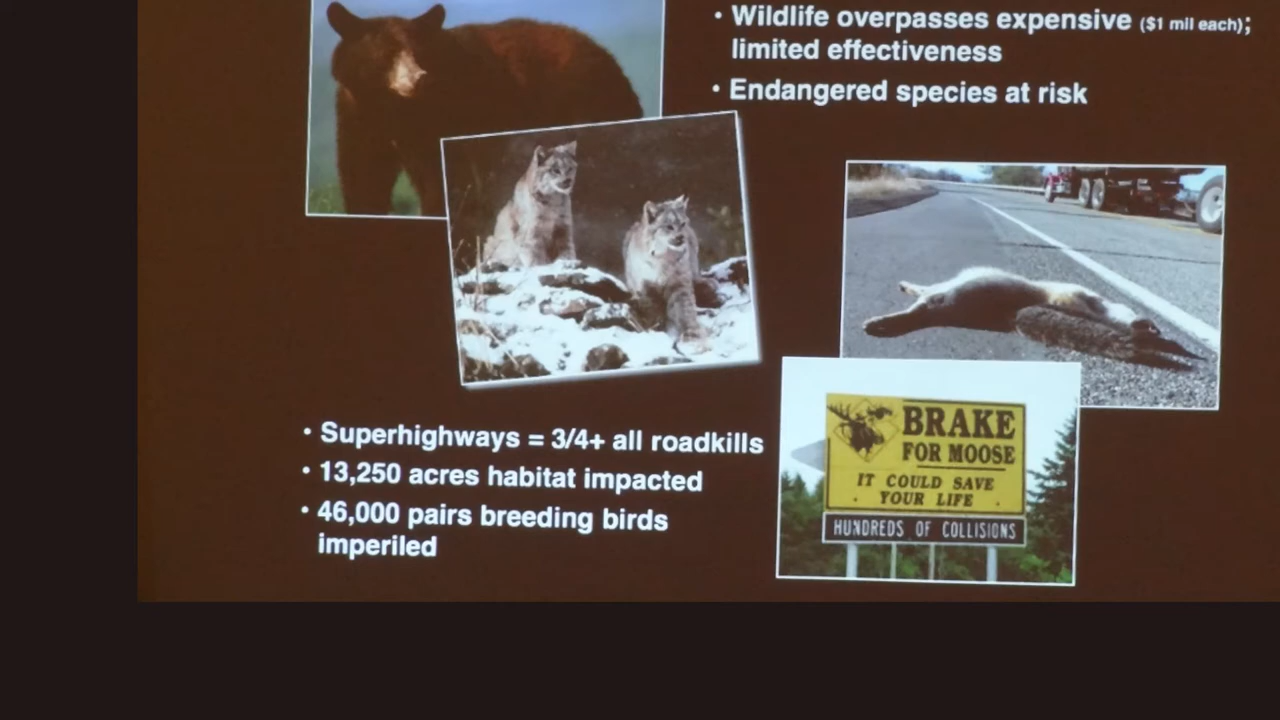 • Wildlife overpasses expensive ($1 mil each);
limited effectiveness
• Endangered species at risk
• Superhighways = 3/4+ all roadkills
• 13,250 acres habitat impacted
• 46,000 pairs breeding birds
imperiled
BRAKE
FOR MOOSE
IT COULD SAVE
YOUR LIFE
HUNDREDS OF COLLISIONS